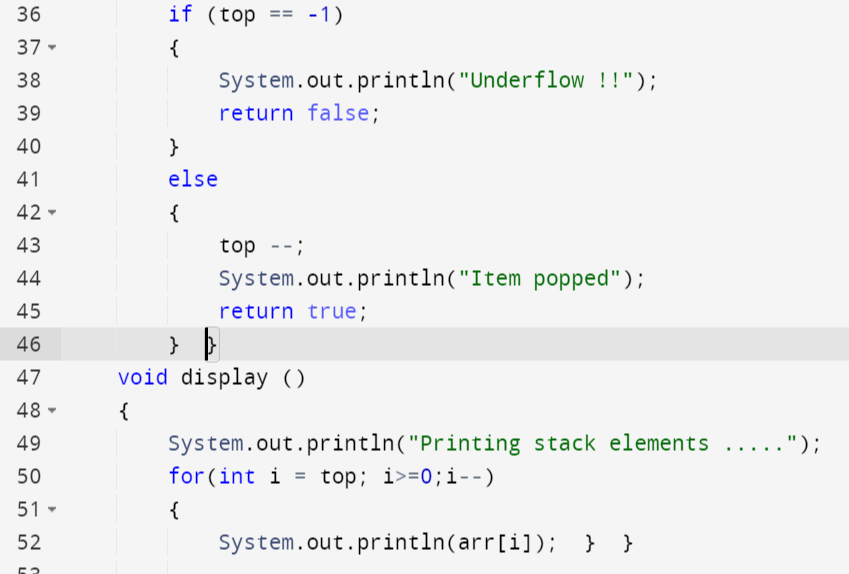 36 if (top == -1)
37 {
38 System.out.println("Underflow !!");
39 return false;
40 }
41 else
42 {
43 top --;
44 System.out.println("Item popped");
45 return true;
46 } }
47 void display ()
48 {
49 System.out.println("Printing stack elements .....");
50 for(int i = top; i>=0;i--)
51 {
52 System.out.println(arr[i]); } }
53